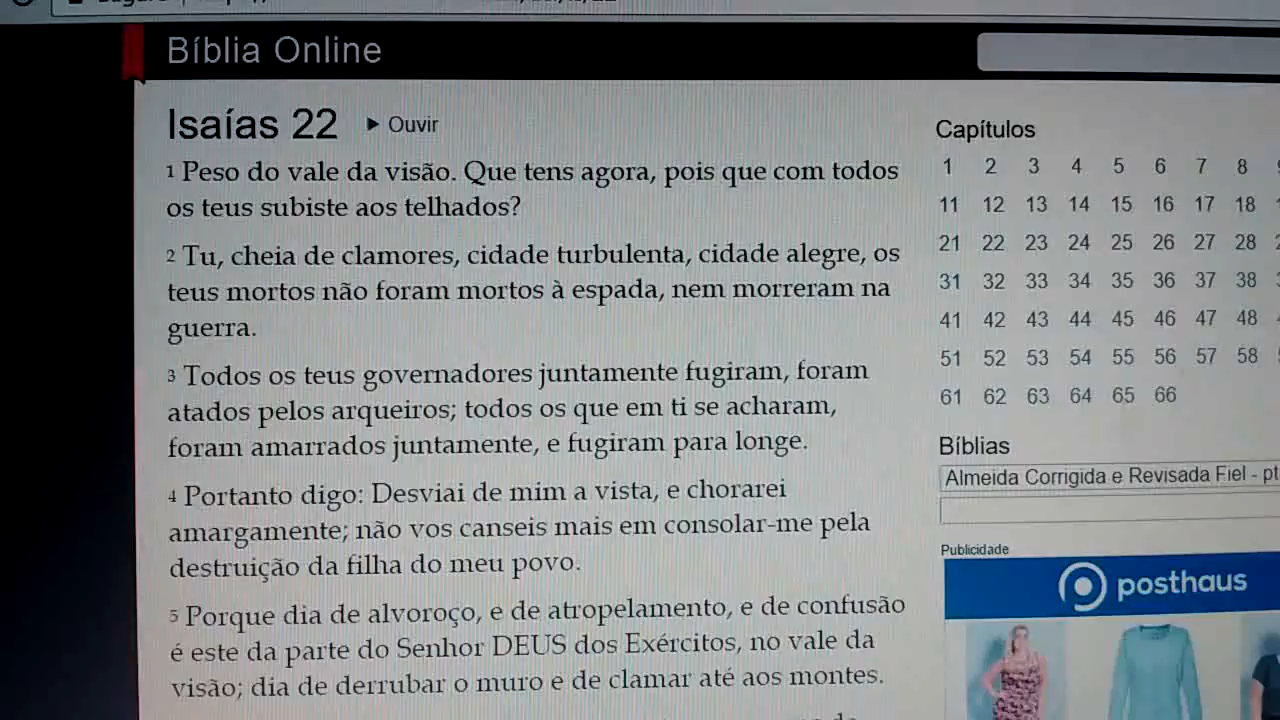 Bíblia Online
Isaías 22 ▶ Ouvir
1 Peso do vale da visão. Que tens agora, pois que com todos
os teus subiste aos telhados?
2 Tu, cheia de clamores, cidade turbulenta, cidade alegre, os
teus mortos não foram mortos à espada, nem morreram na
guerra.
3 Todos os teus governadores juntamente fugiram, foram
atados pelos arqueiros; todos os que em ti se acharam,
foram amarrados juntamente, e fugiram para longe.
4 Portanto digo: Desviai de mim a vista, e chorarei
amargamente; não vos canseis mais em consolar-me pela
destruição da filha do meu povo.
5 Porque dia de alvoroço, e de atropelamento, e de confusão
é este da parte do Senhor DEUS dos Exércitos, no vale da
visão; dia de derrubar o muro e de clamar até aos montes.
Capítulos
1 2 3 4 5 6 7 8
11 12 13 14 15 16 17 18
21 22 23 24 25 26 27 28
31 32 33 34 35 36 37 38
41 42 43 44 45 46 47 48
51 52 53 54 55 56 57 58
61 62 63 64 65 66
Bíblias
Almeida Corrigida e Revisada Fiel - pt
Publicidade
posthaus